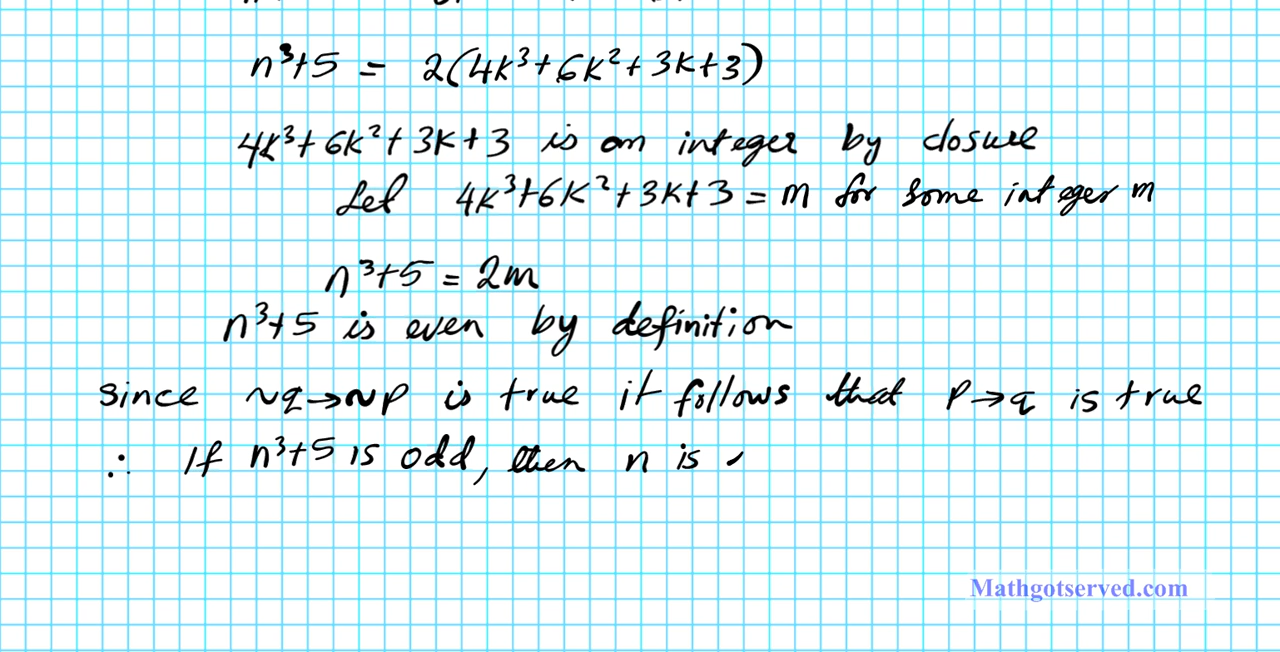 n³+5 = 2(4k³+6k²+3k+3)
4k³+6k²+3k+3 is an integer by closure
Let 4k³+6k²+3k+3 = m for some integer m
n³+5 = 2m
n³+5 is even by definition
Since ~q→~p is true it follows that p→q is true
∴ If n³+5 is odd, then n is
Mathgotserved.com